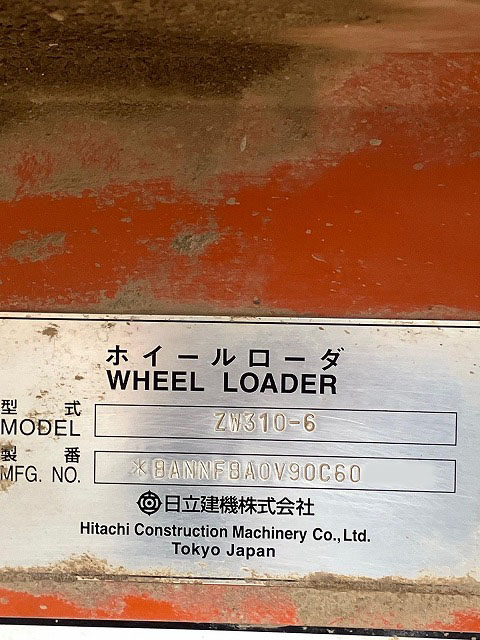 ホイールローダ
WHEEL LOADER
型式
MODEL ZW310-6
製番
MFG. NO. *8ANNFBA0V90C60
日立建機株式会社
Hitachi Construction Machinery Co., Ltd.
Tokyo Japan